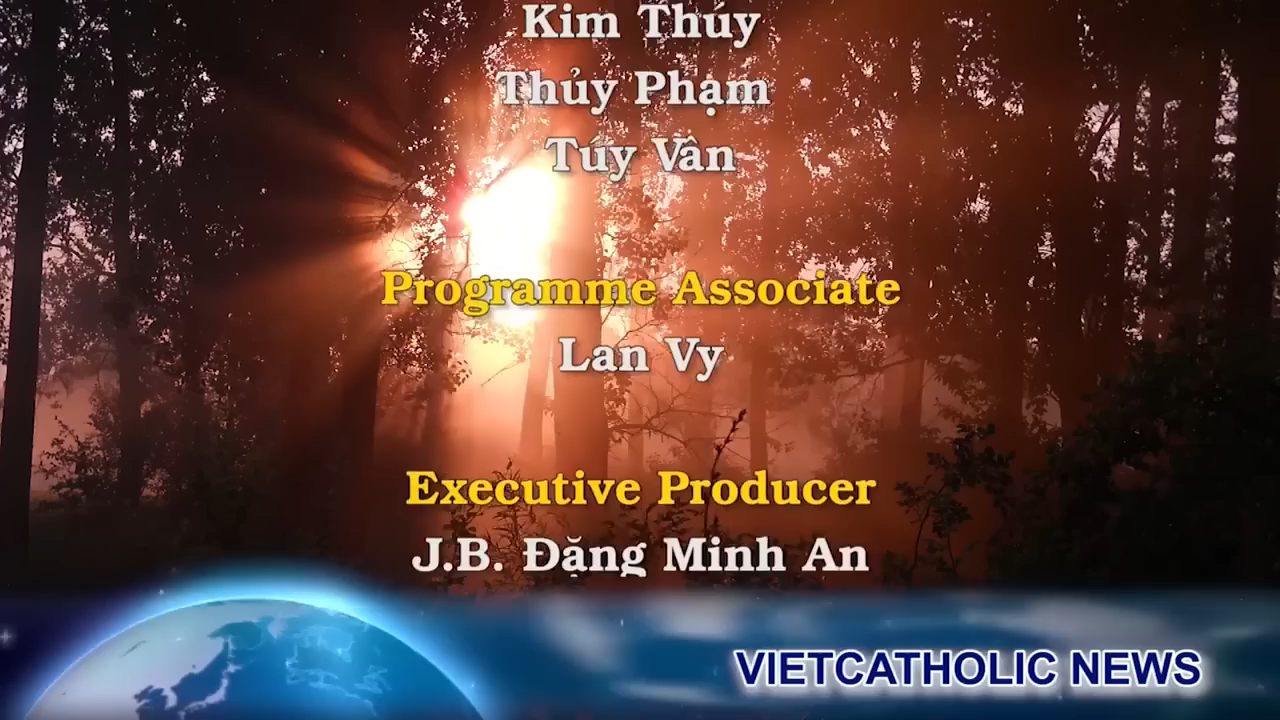 Kim Thúy
Thủy Phạm
Túy Vân
Programme Associate
Lan Vy
Executive Producer
J.B. Đặng Minh An
VIETCATHOLIC NEWS